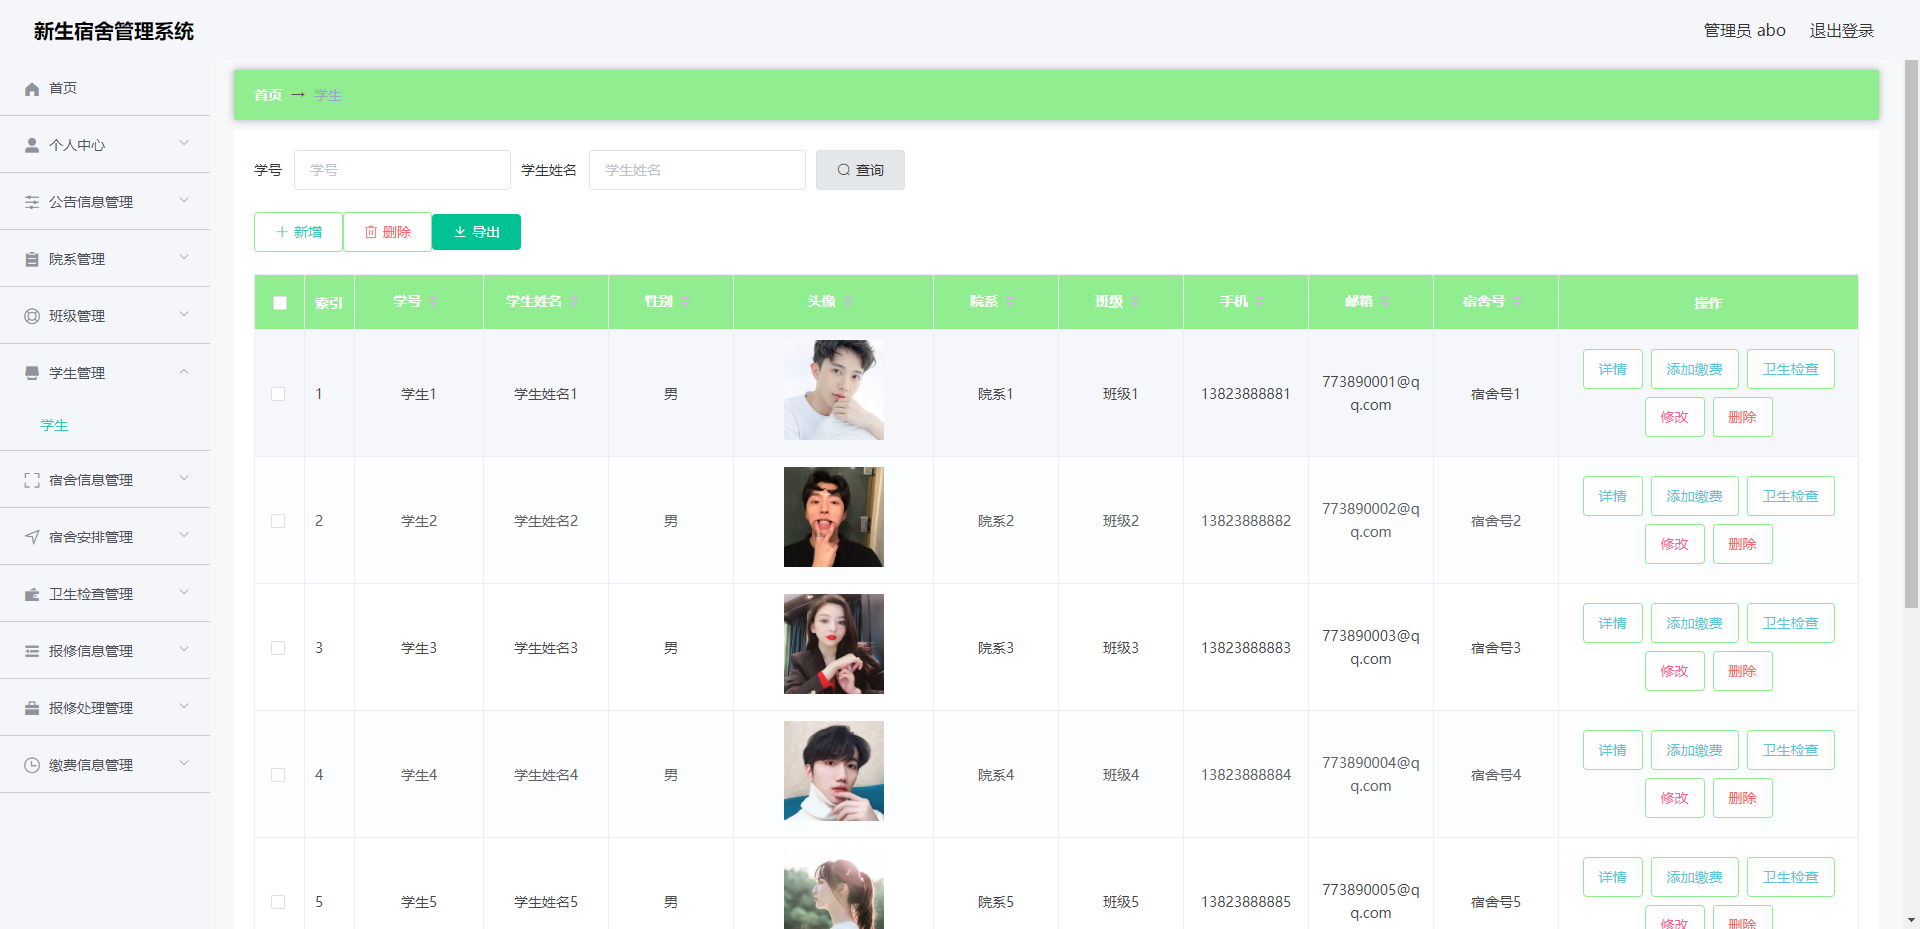 新生宿舍管理系统
管理员 abo 退出登录
首页
个人中心
公告信息管理
院系管理
班级管理
学生管理
学生
宿舍信息管理
宿舍安排管理
卫生检查管理
报修信息管理
报修处理管理
缴费信息管理
首页 → 学生
学号 学号 学生姓名 学生姓名 查询
新增 删除 导出
索引 学号 学生姓名 性别 头像 院系 班级 手机 邮箱 宿舍号 操作
1 学生1 学生姓名1 男 院系1 班级1 13823888881 773890001@q 宿舍号1 详情 添加缴费 卫生检查
q.com 修改 删除
2 学生2 学生姓名2 男 院系2 班级2 13823888882 773890002@q 宿舍号2 详情 添加缴费 卫生检查
q.com 修改 删除
3 学生3 学生姓名3 男 院系3 班级3 13823888883 773890003@q 宿舍号3 详情 添加缴费 卫生检查
q.com 修改 删除
4 学生4 学生姓名4 男 院系4 班级4 13823888884 773890004@q 宿舍号4 详情 添加缴费 卫生检查
q.com 修改 删除
5 学生5 学生姓名5 男 院系5 班级5 13823888885 773890005@q 宿舍号5 详情 添加缴费 卫生检查
q.com 修改 删除